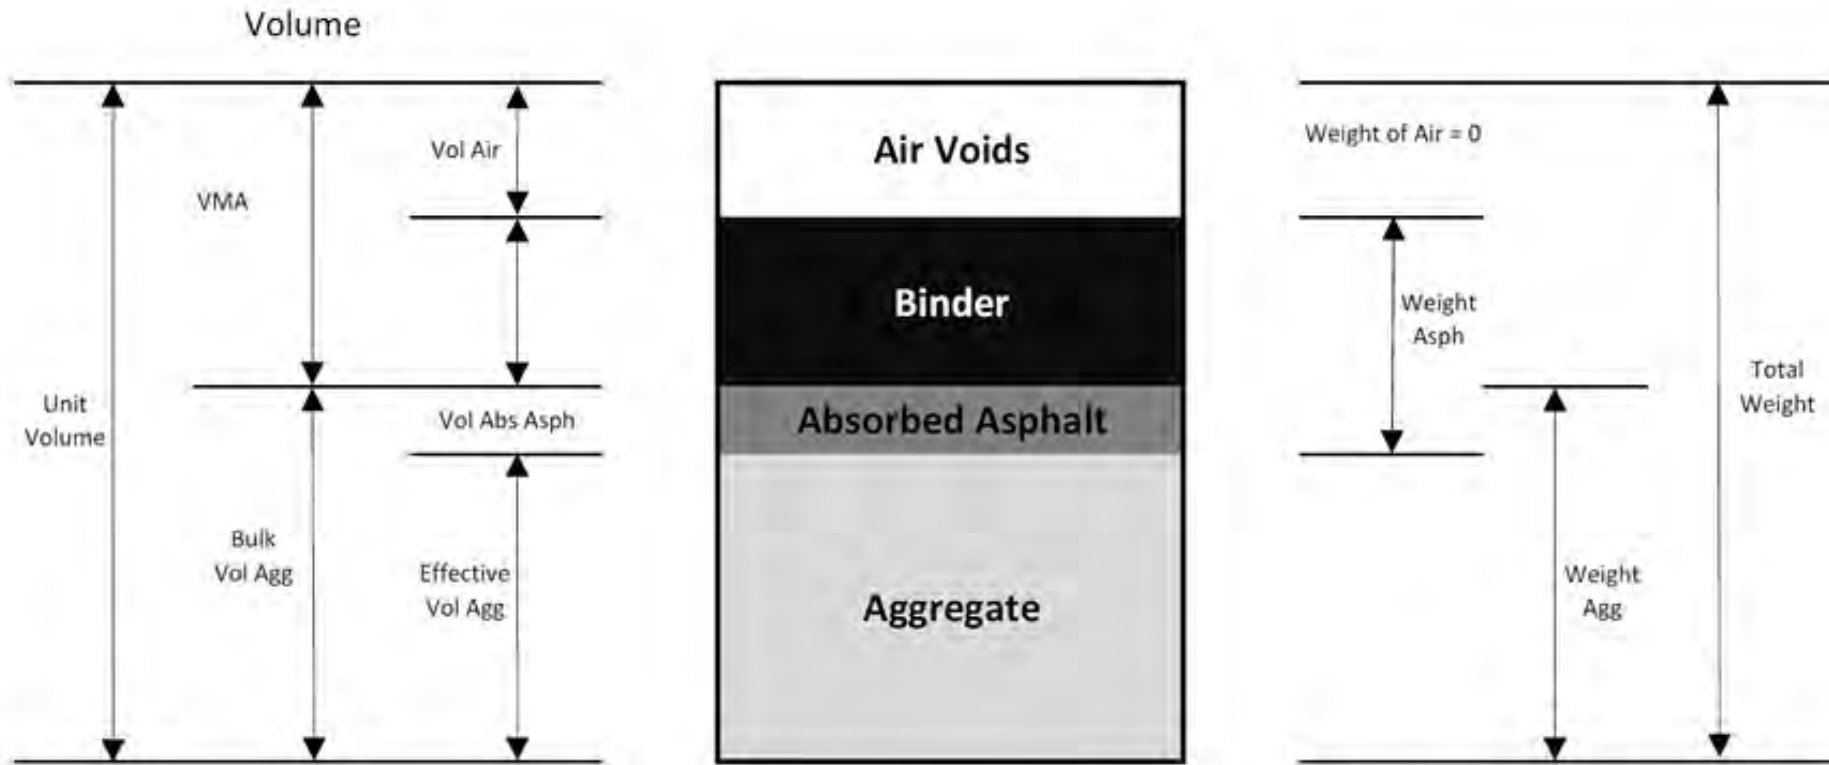 Volume
Vol Air
VMA
Unit
Volume
Vol Abs Asph
Bulk
Vol Agg
Effective
Vol Agg
Air Voids
Binder
Absorbed Asphalt
Aggregate
Weight of Air = 0
Weight
Asph
Total
Weight
Weight
Agg